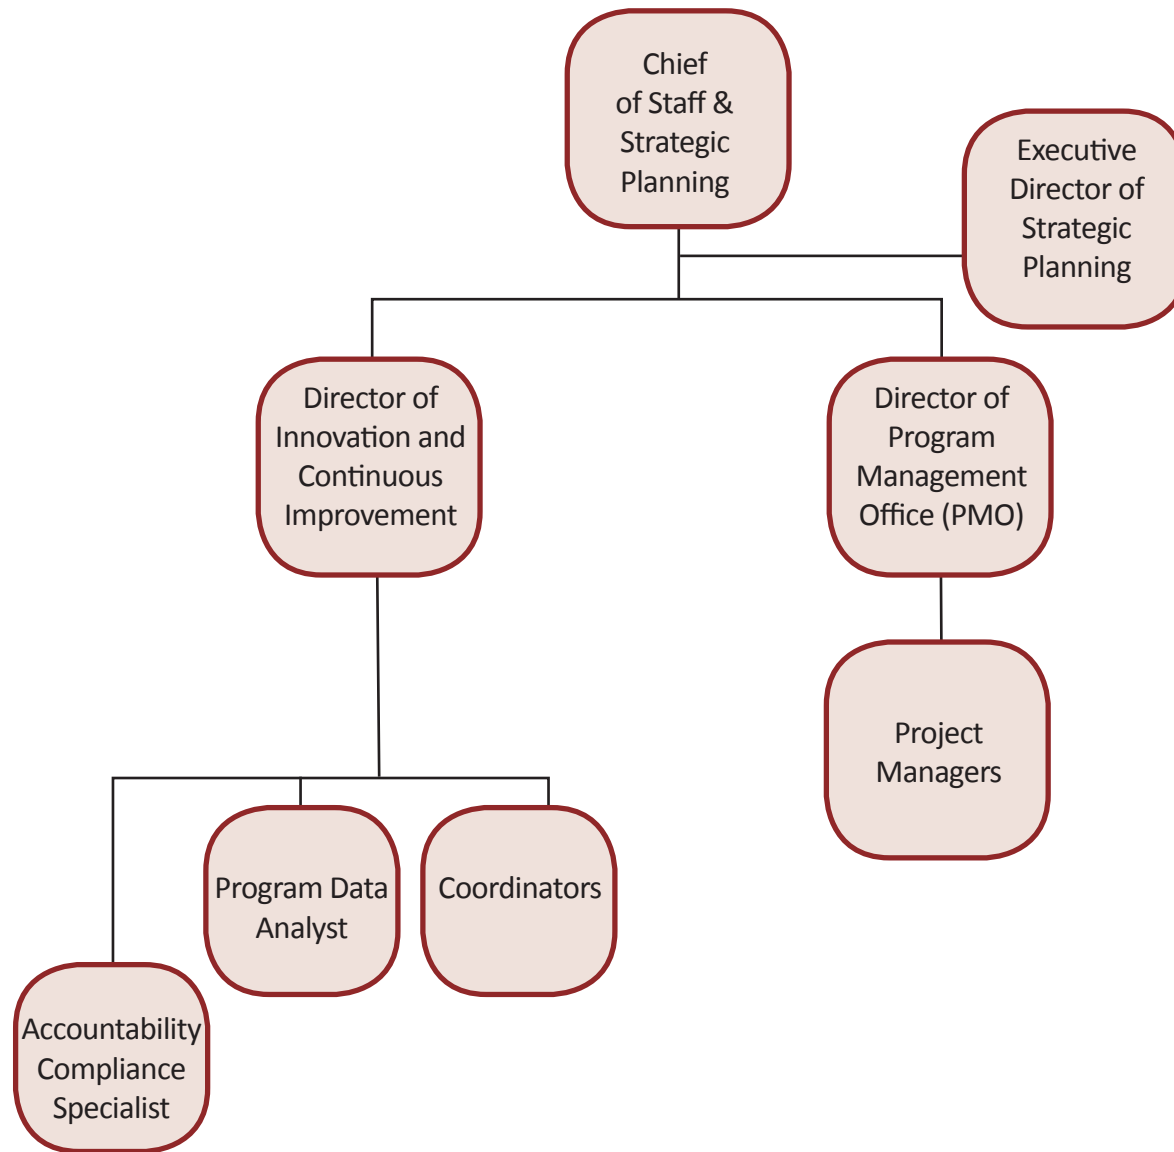 Chief
of Staff &
Strategic
Planning
Executive
Director of
Strategic
Planning
Director of
Innovation and
Continuous
Improvement
Director of
Program
Management
Office (PMO)
Project
Managers
Program Data
Analyst
Coordinators
Accountability
Compliance
Specialist